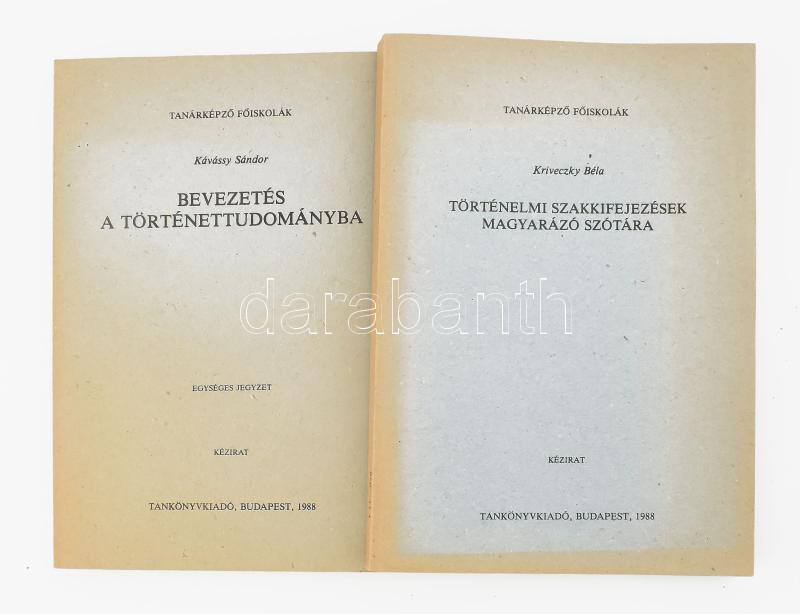 TANÁRKÉPZŐ FŐISKOLÁK
Kávássy Sándor
BEVEZETÉS
A TÖRTÉNETTUDOMÁNYBA
EGYSÉGES JEGYZET
KÉZIRAT
TANKÖNYVKIADÓ, BUDAPEST, 1988
TANÁRKÉPZŐ FŐISKOLÁK
Kriveczky Béla
TÖRTÉNELMI SZAKKIFEJEZÉSEK
MAGYARÁZÓ SZÓTÁRA
KÉZIRAT
TANKÖNYVKIADÓ, BUDAPEST, 1988
darabanth